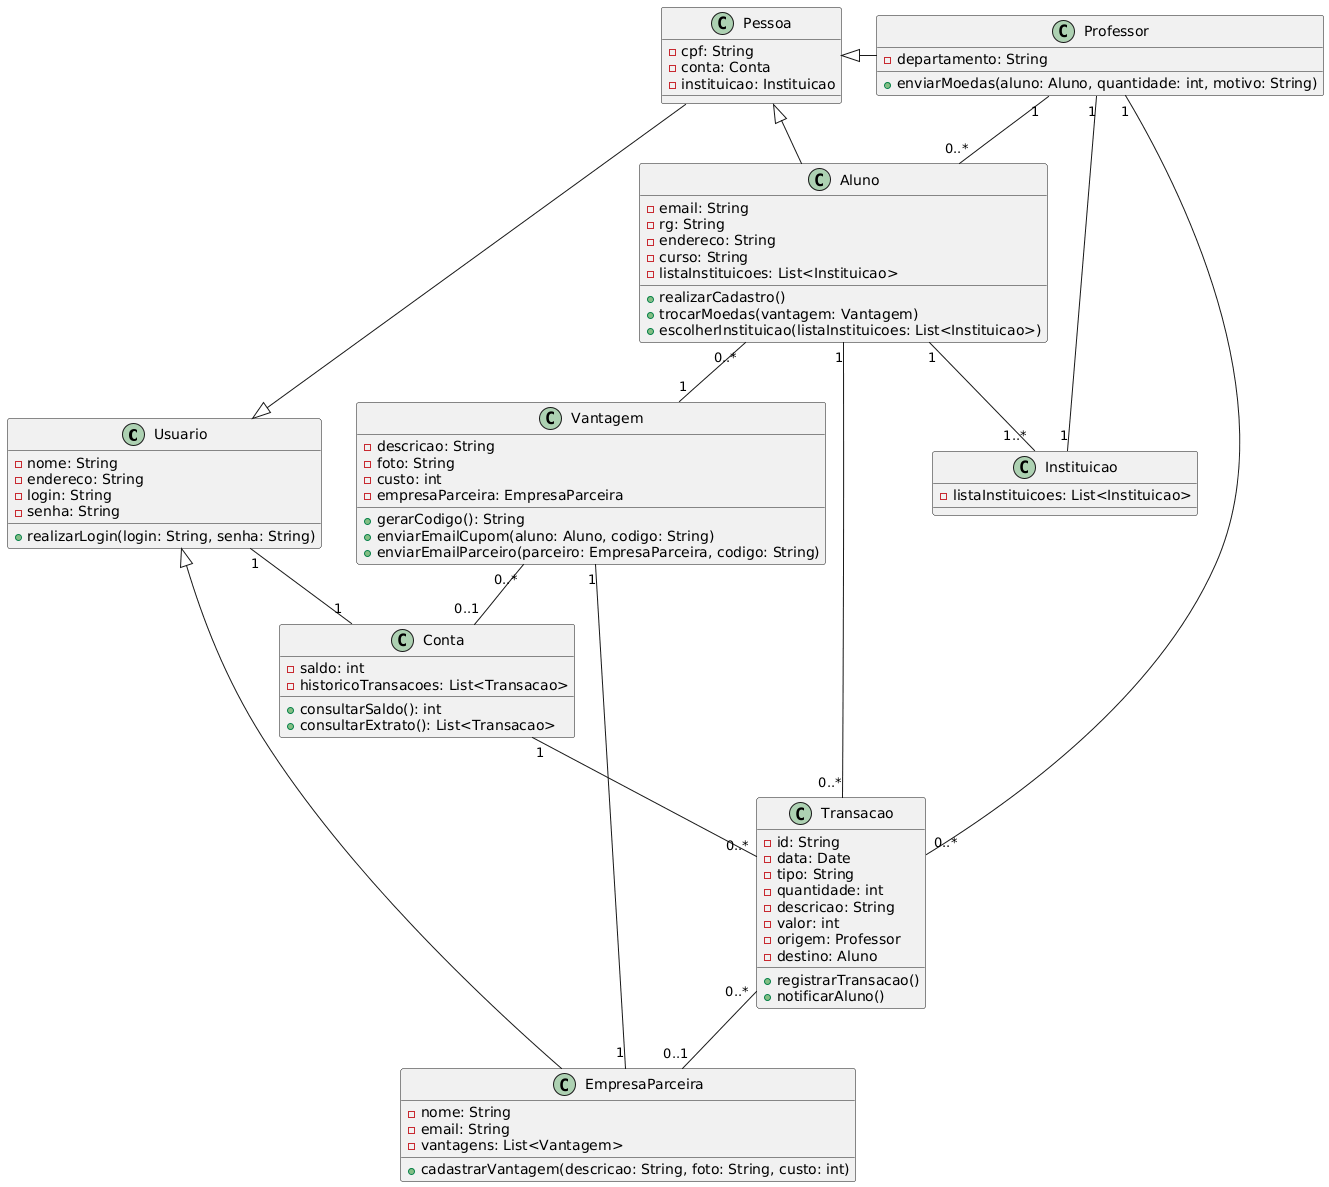 C Pessoa
cpf: String
conta: Conta
instituicao: Instituicao
C Professor
departamento: String
enviarMoedas(aluno: Aluno, quantidade: int, motivo: String)
1
1
1
0..*
C Aluno
email: String
rg: String
endereco: String
curso: String
listaInstituicoes: List<Instituicao>
realizarCadastro()
trocarMoedas(vantagem: Vantagem)
escolherInstituicao(listaInstituicoes: List<Instituicao>)
0..*
1
1
1
1..*
1
C Usuario
nome: String
endereco: String
login: String
senha: String
realizarLogin(login: String, senha: String)
C Vantagem
descricao: String
foto: String
custo: int
empresaParceira: EmpresaParceira
gerarCodigo(): String
enviarEmailCupom(aluno: Aluno, codigo: String)
enviarEmailParceiro(parceiro: EmpresaParceira, codigo: String)
C Instituicao
listaInstituicoes: List<Instituicao>
1
0..*
1
1
0..1
C Conta
saldo: int
historicoTransacoes: List<Transacao>
consultarSaldo(): int
consultarExtrato(): List<Transacao>
1
0..*
0..*
0..*
C Transacao
id: String
data: Date
tipo: String
quantidade: int
descricao: String
valor: int
origem: Professor
destino: Aluno
registrarTransacao()
notificarAluno()
0..*
1
0..1
C EmpresaParceira
nome: String
email: String
vantagens: List<Vantagem>
cadastrarVantagem(descricao: String, foto: String, custo: int)